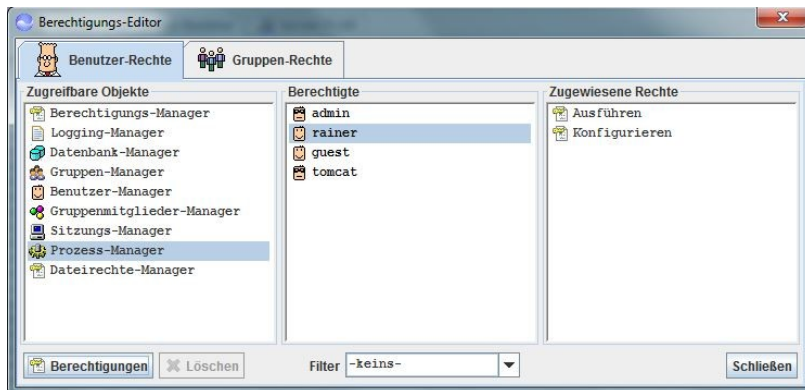 Berechtigungs-Editor
Benutzer-Rechte
Gruppen-Rechte
Zugreifbare Objekte
Berechtigungs-Manager
Logging-Manager
Datenbank-Manager
Gruppen-Manager
Benutzer-Manager
Gruppenmitglieder-Manager
Sitzungs-Manager
Prozess-Manager
Dateirechte-Manager
Berechtigte
admin
rainer
guest
tomcat
Zugewiesene Rechte
Ausführen
Konfigurieren
Berechtigungen
Löschen
Filter
-keins-
Schließen